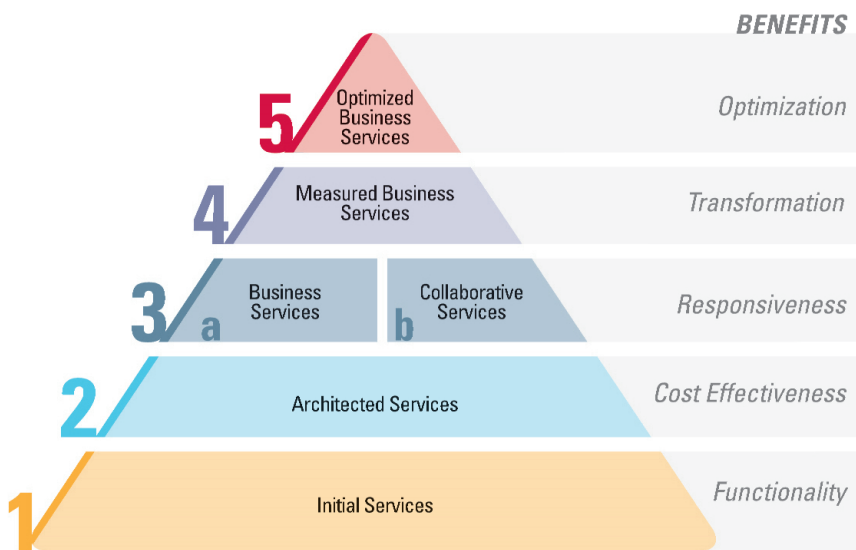 BENEFITS
5
Optimized
Business
Services
Optimization
4
Measured Business
Services
Transformation
3
a
Business
Services
b
Collaborative
Services
Responsiveness
2
Architected Services
Cost Effectiveness
1
Initial Services
Functionality